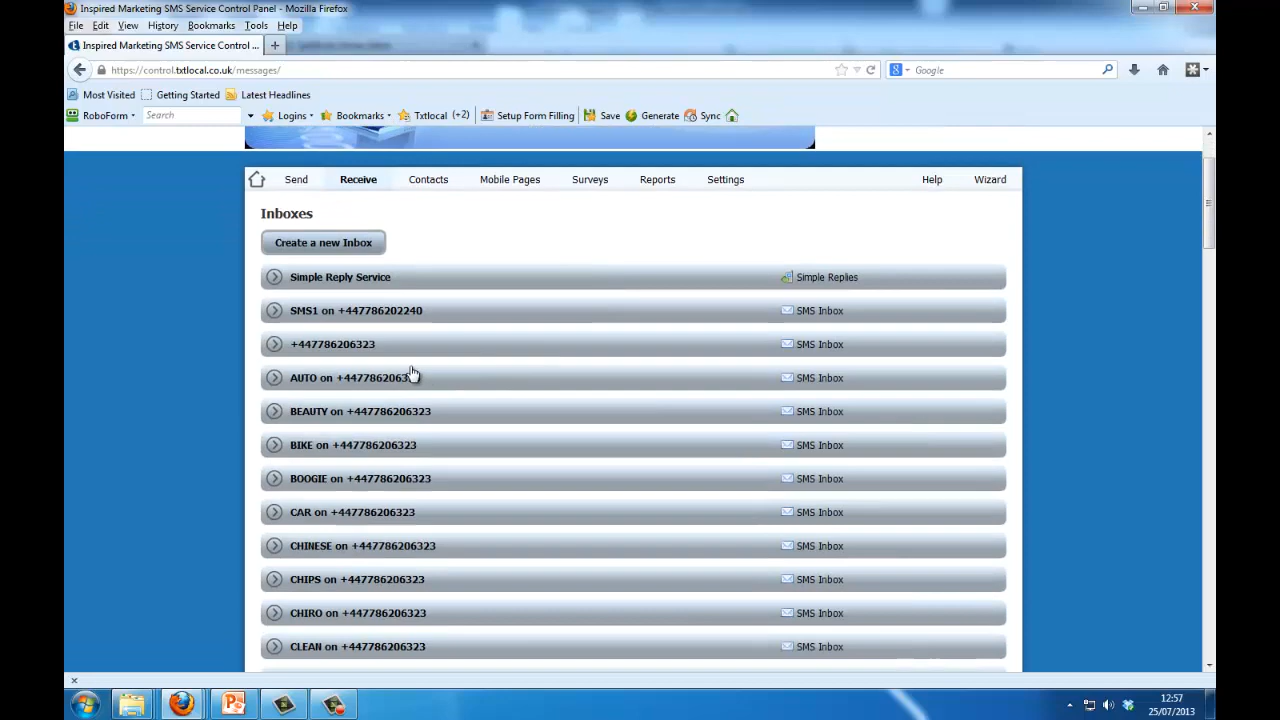 Inspired Marketing SMS Service Control Panel - Mozilla Firefox
File Edit View History Bookmarks Tools Help
Inspired Marketing SMS Service Control ...
https://control.txtlocal.co.uk/messages/
Google
Most Visited Getting Started Latest Headlines
RoboForm Search Logins Bookmarks Txtlocal (+2) Setup Form Filling Save Generate Sync
Send Receive Contacts Mobile Pages Surveys Reports Settings Help Wizard
Inboxes
Create a new Inbox
Simple Reply Service Simple Replies
SMS1 on +447786202240 SMS Inbox
+447786206323 SMS Inbox
AUTO on +4477862063 SMS Inbox
BEAUTY on +447786206323 SMS Inbox
BIKE on +447786206323 SMS Inbox
BOOGIE on +447786206323 SMS Inbox
CAR on +447786206323 SMS Inbox
CHINESE on +447786206323 SMS Inbox
CHIPS on +447786206323 SMS Inbox
CHIRO on +447786206323 SMS Inbox
CLEAN on +447786206323 SMS Inbox
12:57
25/07/2013